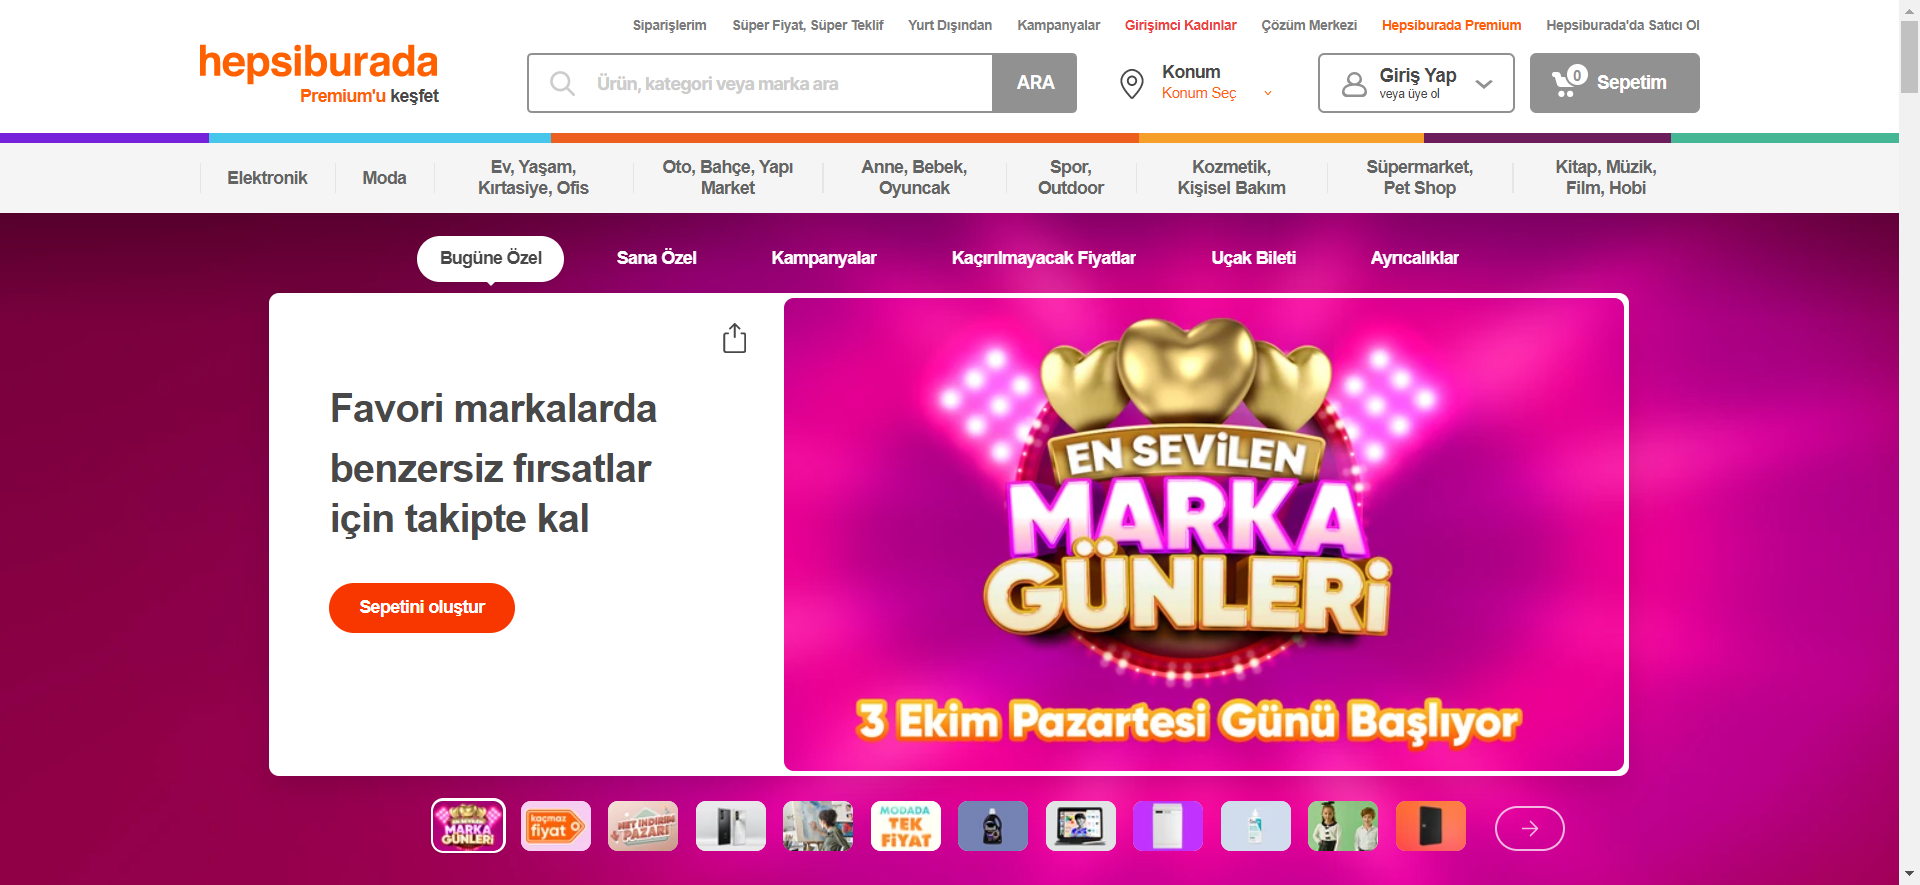 Siparişlerim
Süper Fiyat, Süper Teklif
Yurt Dışından
Kampanyalar
Girişimci Kadınlar
Çözüm Merkezi
Hepsiburada Premium
Hepsiburada'da Satıcı Ol
hepsiburada
Premium'u keşfet
Ürün, kategori veya marka ara
ARA
Konum
Konum Seç
Giriş Yap
veya üye ol
0
Sepetim
Elektronik
Moda
Ev, Yaşam,
Kırtasiye, Ofis
Oto, Bahçe, Yapı
Market
Anne, Bebek,
Oyuncak
Spor,
Outdoor
Kozmetik,
Kişisel Bakım
Süpermarket,
Pet Shop
Kitap, Müzik,
Film, Hobi
Bugüne Özel
Sana Özel
Kampanyalar
Kaçırılmayacak Fiyatlar
Uçak Bileti
Ayrıcalıklar
Favori markalarda
benzersiz fırsatlar
için takipte kal
Sepetini oluştur
EN SEVİLEN
MARKA
GÜNLERİ
3 Ekim Pazartesi Günü Başlıyor
EN SEVİLEN
MARKA
GÜNLERİ
kaçmaz
fiyat
NET İNDİRİM
PAZARI
MODADA
TEK
FİYAT